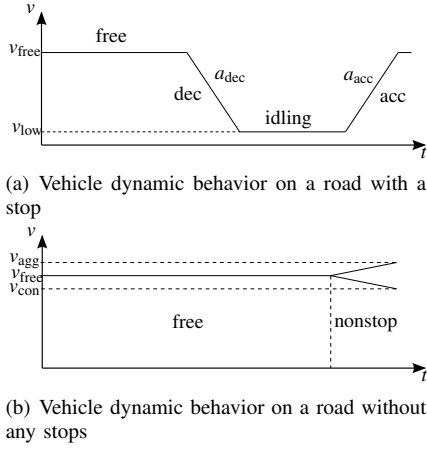 v
free
v_free
a_dec
a_acc
dec
acc
idling
v_low
t
(a) Vehicle dynamic behavior on a road with a
stop
v
v_agg
v_free
v_con
free
nonstop
t
(b) Vehicle dynamic behavior on a road without
any stops